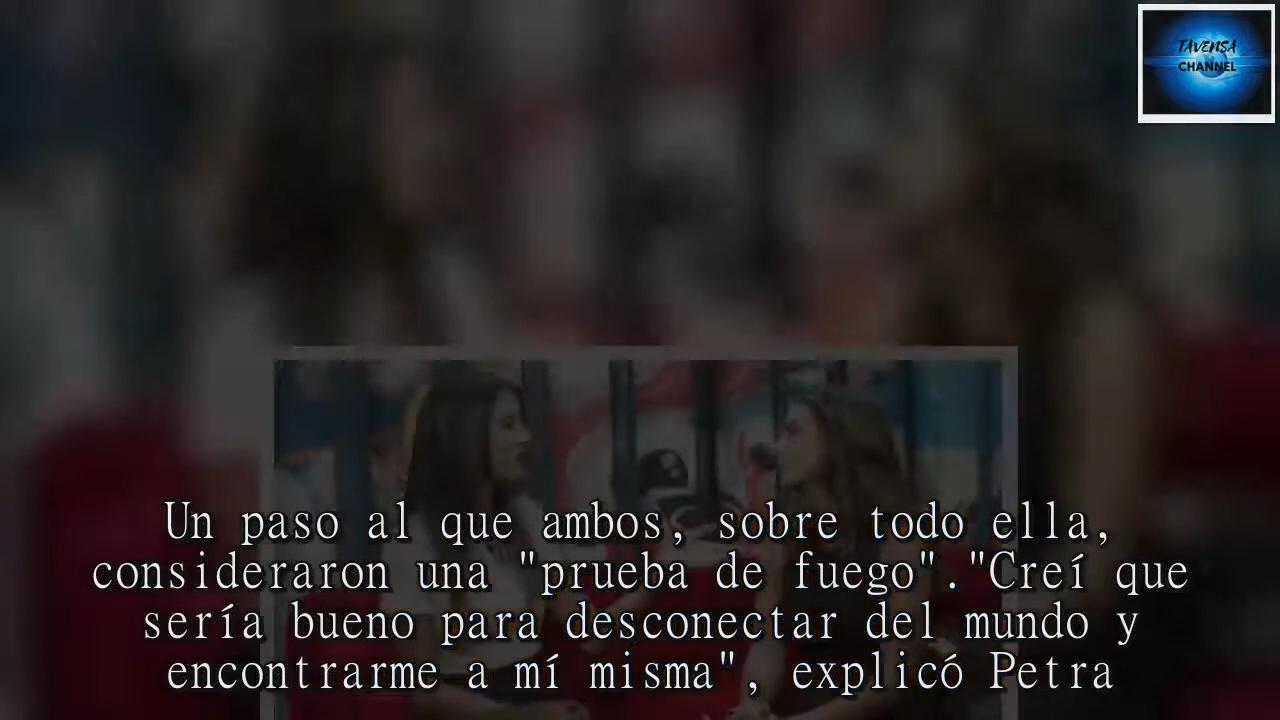 TAVENSA
CHANNEL
Un paso al que ambos, sobre todo ella,
consideraron una "prueba de fuego"."Creí que
sería bueno para desconectar del mundo y
encontrarme a mí misma", explicó Petra